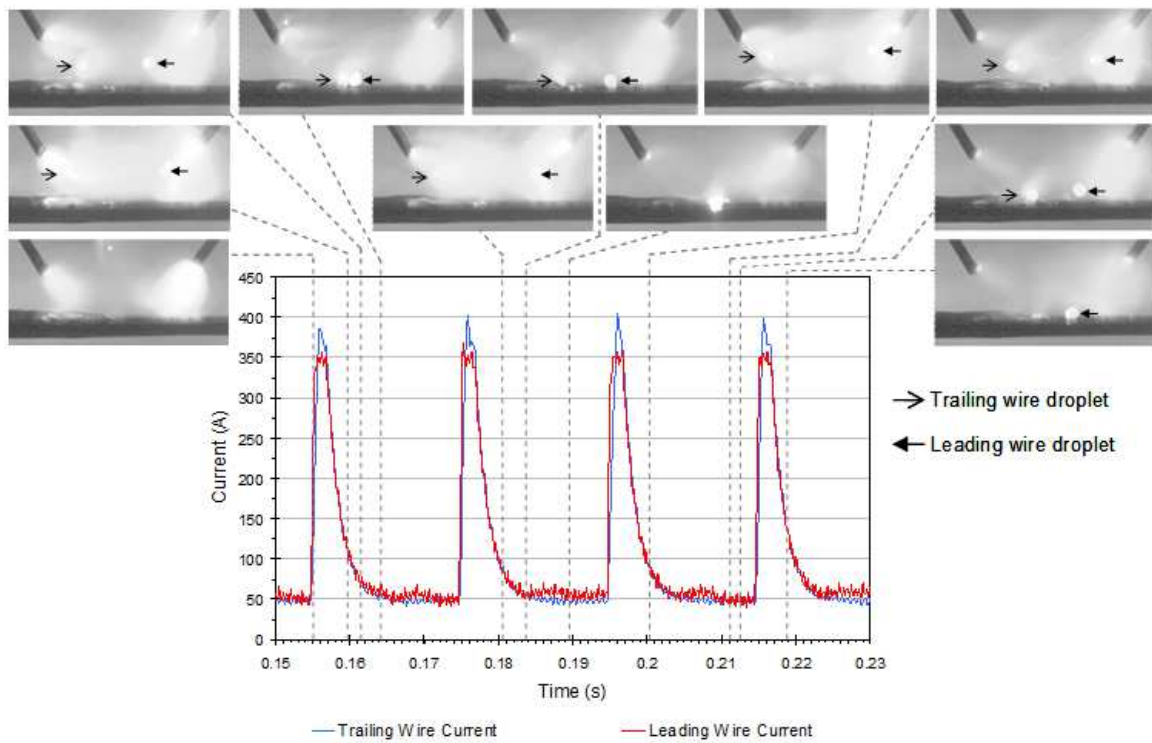 450
400
350
300
250
200
150
100
50
0
Current (A)
0.15 0.16 0.17 0.18 0.19 0.2 0.21 0.22 0.23
Time (s)
Trailing Wire Current
Leading Wire Current
Trailing wire droplet
Leading wire droplet